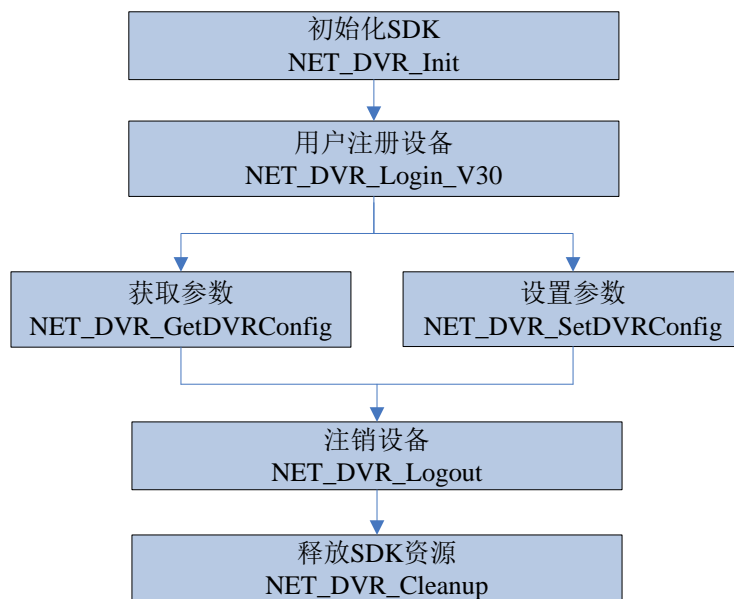 初始化SDK
NET_DVR_Init
用户注册设备
NET_DVR_Login_V30
获取参数
NET_DVR_GetDVRConfig
设置参数
NET_DVR_SetDVRConfig
注销设备
NET_DVR_Logout
释放SDK资源
NET_DVR_Cleanup